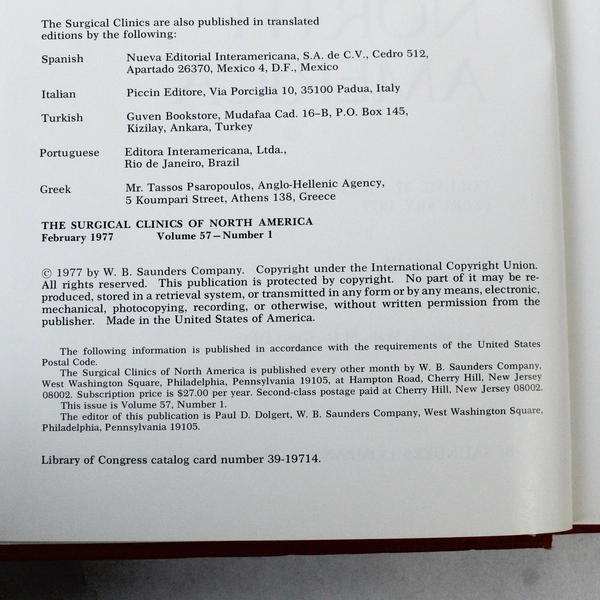 The Surgical Clinics are also published in translated
editions by the following:
Spanish Nueva Editorial Interamericana, S.A. de C.V., Cedro 512,
Apartado 26370, Mexico 4, D.F., Mexico
Italian Piccin Editore, Via Porciglia 10, 35100 Padua, Italy
Turkish Guven Bookstore, Mudafaa Cad. 16–B, P.O. Box 145,
Kizilay, Ankara, Turkey
Portuguese Editora Interamericana, Ltda.,
Rio de Janeiro, Brazil
Greek Mr. Tassos Psaropoulos, Anglo-Hellenic Agency,
5 Koumpari Street, Athens 138, Greece
THE SURGICAL CLINICS OF NORTH AMERICA
February 1977 Volume 57—Number 1
© 1977 by W. B. Saunders Company. Copyright under the International Copyright Union.
All rights reserved. This publication is protected by copyright. No part of it may be re-
produced, stored in a retrieval system, or transmitted in any form or by any means, electronic,
mechanical, photocopying, recording, or otherwise, without written permission from the
publisher. Made in the United States of America.
The following information is published in accordance with the requirements of the United States
Postal Code.
The Surgical Clinics of North America is published every other month by W. B. Saunders Company,
West Washington Square, Philadelphia, Pennsylvania 19105, at Hampton Road, Cherry Hill, New Jersey
08002. Subscription price is $27.00 per year. Second-class postage paid at Cherry Hill, New Jersey 08002.
This issue is Volume 57, Number 1.
The editor of this publication is Paul D. Dolgert, W. B. Saunders Company, West Washington Square,
Philadelphia, Pennsylvania 19105.
Library of Congress catalog card number 39-19714.